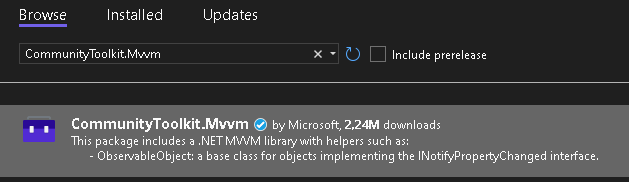 Browse Installed Updates
CommunityToolkit.Mvvm Include prerelease
CommunityToolkit.Mvvm by Microsoft, 2,24M downloads
This package includes a .NET MVVM library with helpers such as:
- ObservableObject: a base class for objects implementing the INotifyPropertyChanged interface.